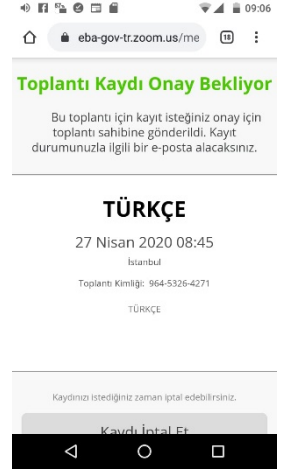 09:06
eba-gov-tr.zoom.us/me
18
Toplantı Kaydı Onay Bekliyor
Bu toplantı için kayıt isteğiniz onay için
toplantı sahibine gönderildi. Kayıt
durumunuzla ilgili bir e-posta alacaksınız.
TÜRKÇE
27 Nisan 2020 08:45
İstanbul
Toplantı Kimliği: 964-5326-4271
TÜRKÇE
Kaydınızı istediğiniz zaman iptal edebilirsiniz.
Kaydı İptal Et